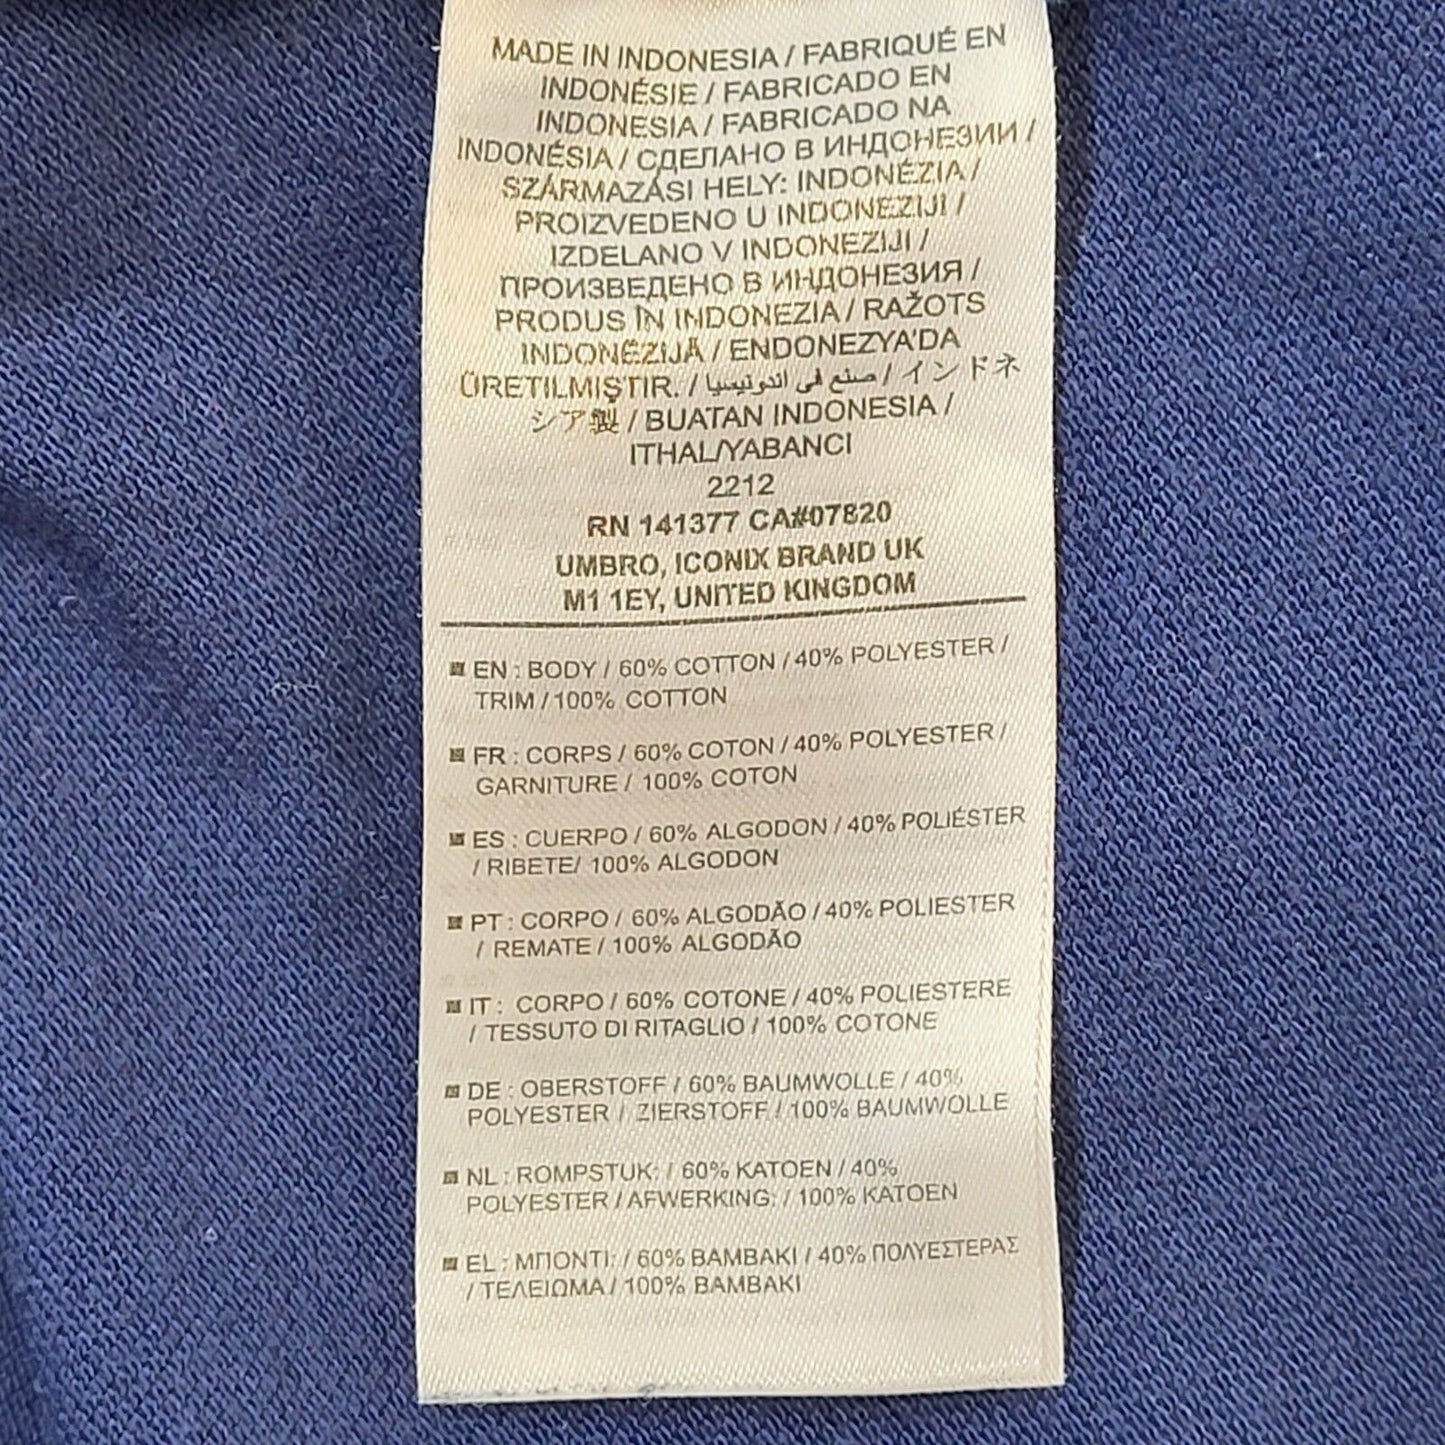 MADE IN INDONESIA / FABRIQUÉ EN
INDONÉSIE / FABRICADO EN
INDONESIA / FABRICADO NA
INDONÉSIA / СДЕЛАНО В ИНДОНЕЗИИ /
SZÁRMAZÁSI HELY: INDONÉZIA /
PROIZVEDENO U INDONEZIJI /
IZDELANO V INDONEZIJI /
ПРОИЗВЕДЕНО В ИНДОНЕЗИЯ /
PRODUS ÎN INDONEZIA / RAŽOTS
INDONĒZIJĀ / ENDONEZYA'DA
ÜRETILMIŞTIR. / صنع في اندونيسيا / インドネ
シア製 / BUATAN INDONESIA /
ITHAL/YABANCI
2212
RN 141377 CA#07820
UMBRO, ICONIX BRAND UK
M1 1EY, UNITED KINGDOM
EN : BODY / 60% COTTON / 40% POLYESTER /
TRIM / 100% COTTON
FR : CORPS / 60% COTON / 40% POLYESTER /
GARNITURE / 100% COTON
ES : CUERPO / 60% ALGODON / 40% POLIÉSTER
/ RIBETE/ 100% ALGODON
PT : CORPO / 60% ALGODÃO / 40% POLIESTER
/ REMATE / 100% ALGODÃO
IT : CORPO / 60% COTONE / 40% POLIESTERE
/ TESSUTO DI RITAGLIO / 100% COTONE
DE : OBERSTOFF / 60% BAUMWOLLE / 40%
POLYESTER / ZIERSTOFF / 100% BAUMWOLLE
NL : ROMPSTUK: / 60% KATOEN / 40%
POLYESTER / AFWERKING: / 100% KATOEN
EL : ΜΠΟΝΤΙ: / 60% ΒΑΜΒΑΚΙ / 40% ΠΟΛΥΕΣΤΕΡΑΣ
/ ΤΕΛΕΙΩΜΑ / 100% ΒΑΜΒΑΚΙ